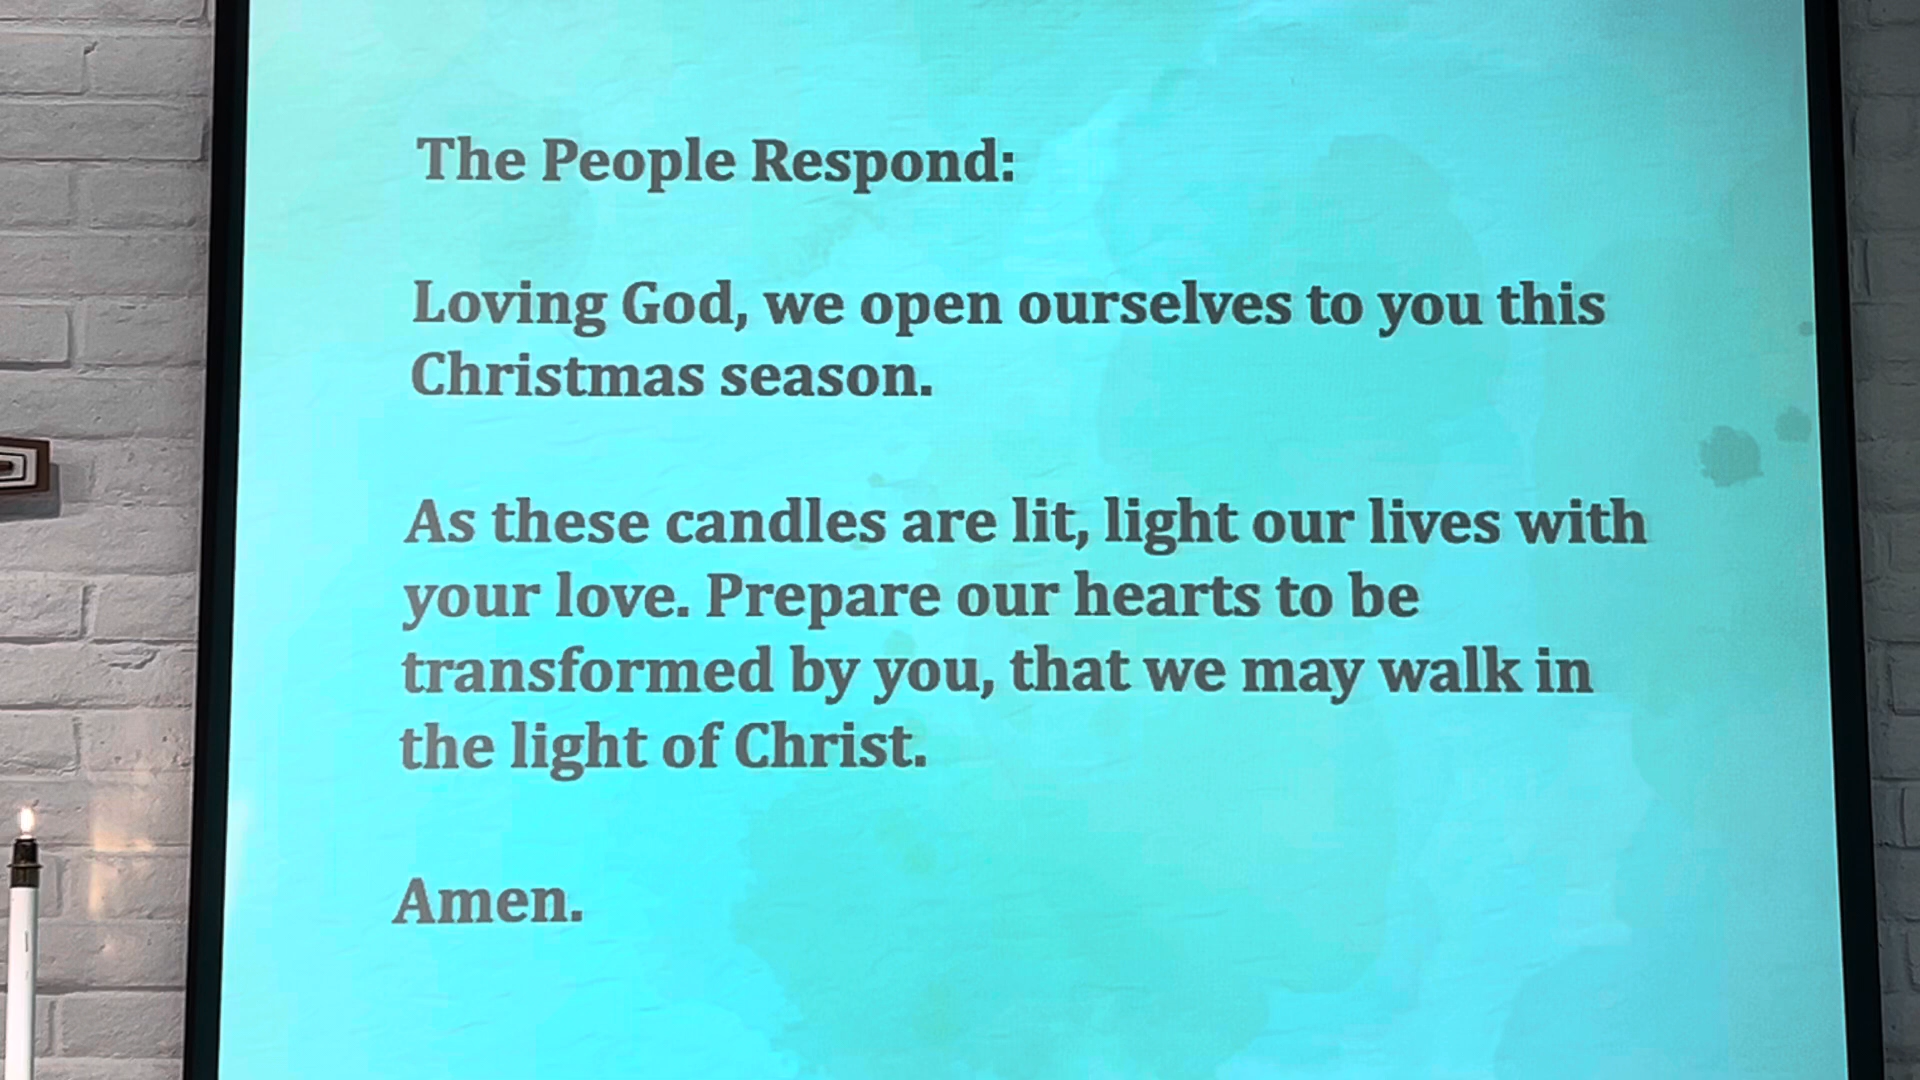 The People Respond:
Loving God, we open ourselves to you this
Christmas season.
As these candles are lit, light our lives with
your love. Prepare our hearts to be
transformed by you, that we may walk in
the light of Christ.
Amen.